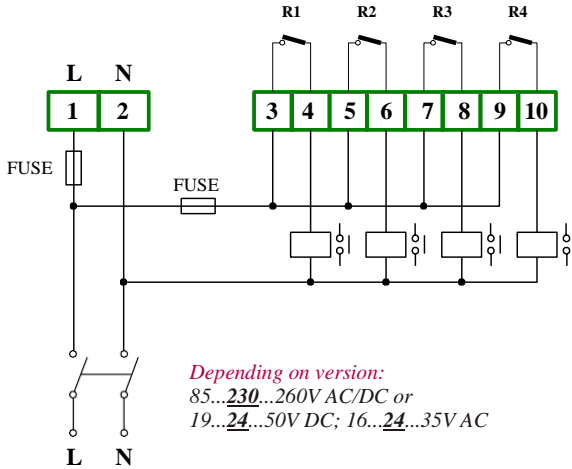 R1 R2 R3 R4
L N
1 2 3 4 5 6 7 8 9 10
FUSE
FUSE
Depending on version:
85...230...260V AC/DC or
19...24...50V DC; 16...24...35V AC
L N